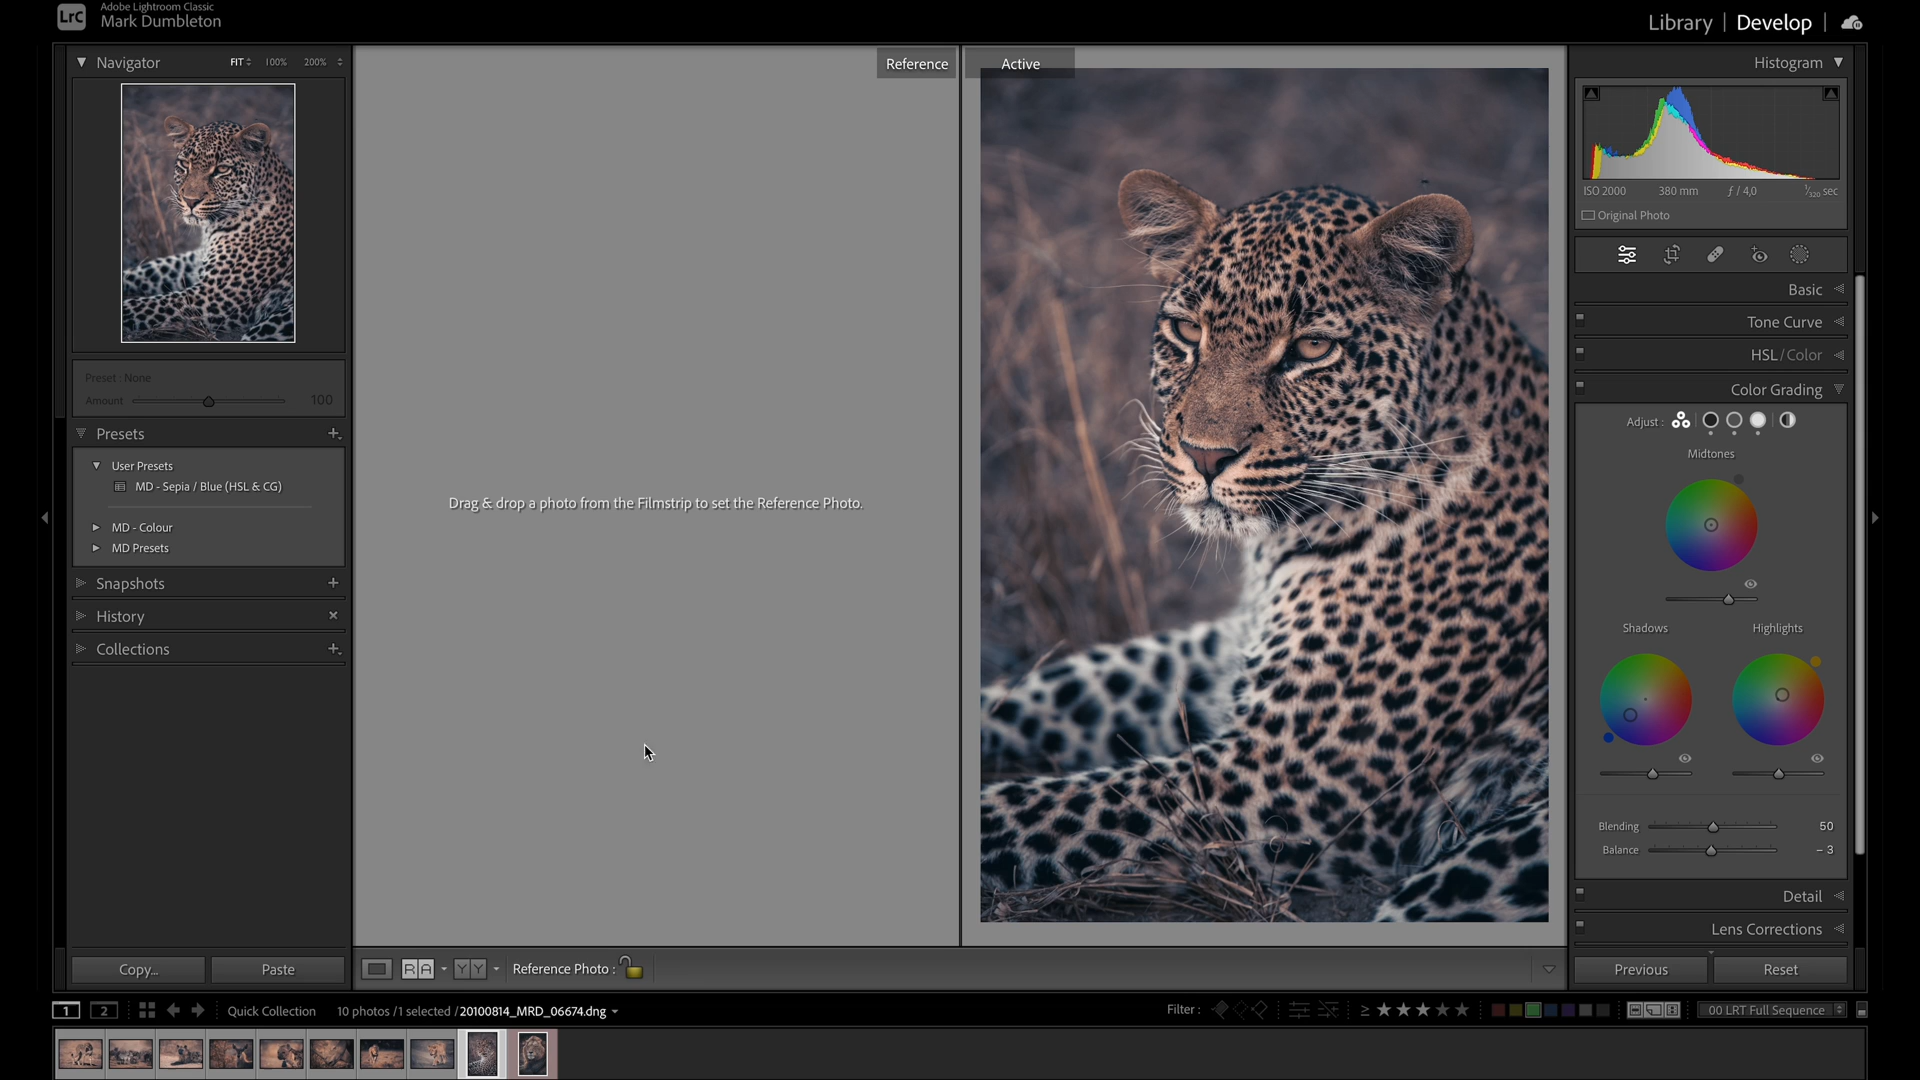 LrC
Adobe Lightroom Classic
Mark Dumbleton
Library | Develop |
Navigator
FIT
100%
200%
Preset : None
Amount
100
Presets
User Presets
MD - Sepia / Blue (HSL & CG)
MD - Colour
MD Presets
Snapshots
History
Collections
Copy...
Paste
Reference
Active
Drag & drop a photo from the Filmstrip to set the Reference Photo.
R A
Y Y
Reference Photo :
Histogram
ISO 2000
380 mm
ƒ / 4,0
1/320 sec
Original Photo
Basic
Tone Curve
HSL / Color
Color Grading
Adjust :
Midtones
Shadows
Highlights
Blending
50
Balance
– 3
Detail
Lens Corrections
Previous
Reset
1
2
Quick Collection
10 photos / 1 selected / 20100814_MRD_06674.dng
Filter :
≥
00 LRT Full Sequence